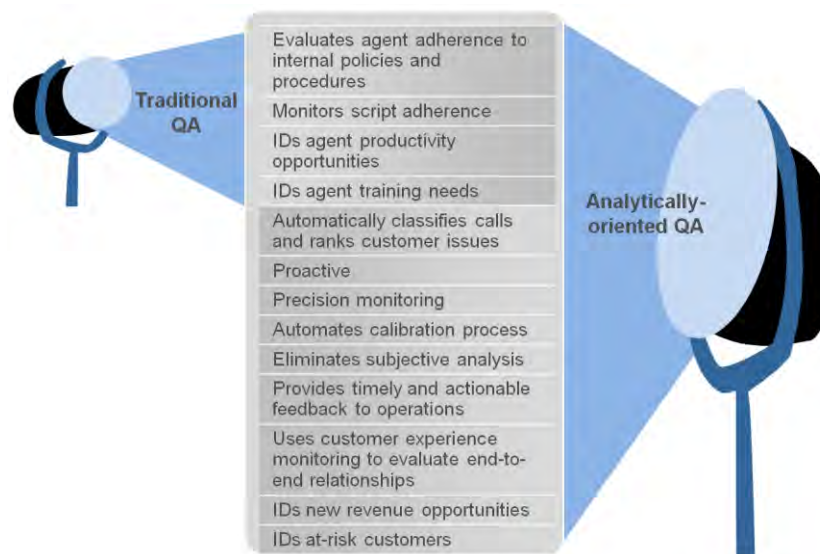 Traditional
QA
Evaluates agent adherence to
internal policies and
procedures
Monitors script adherence
IDs agent productivity
opportunities
IDs agent training needs
Automatically classifies calls
and ranks customer issues
Proactive
Precision monitoring
Automates calibration process
Eliminates subjective analysis
Provides timely and actionable
feedback to operations
Uses customer experience
monitoring to evaluate end-to-
end relationships
IDs new revenue opportunities
IDs at-risk customers
Analytically-
oriented QA